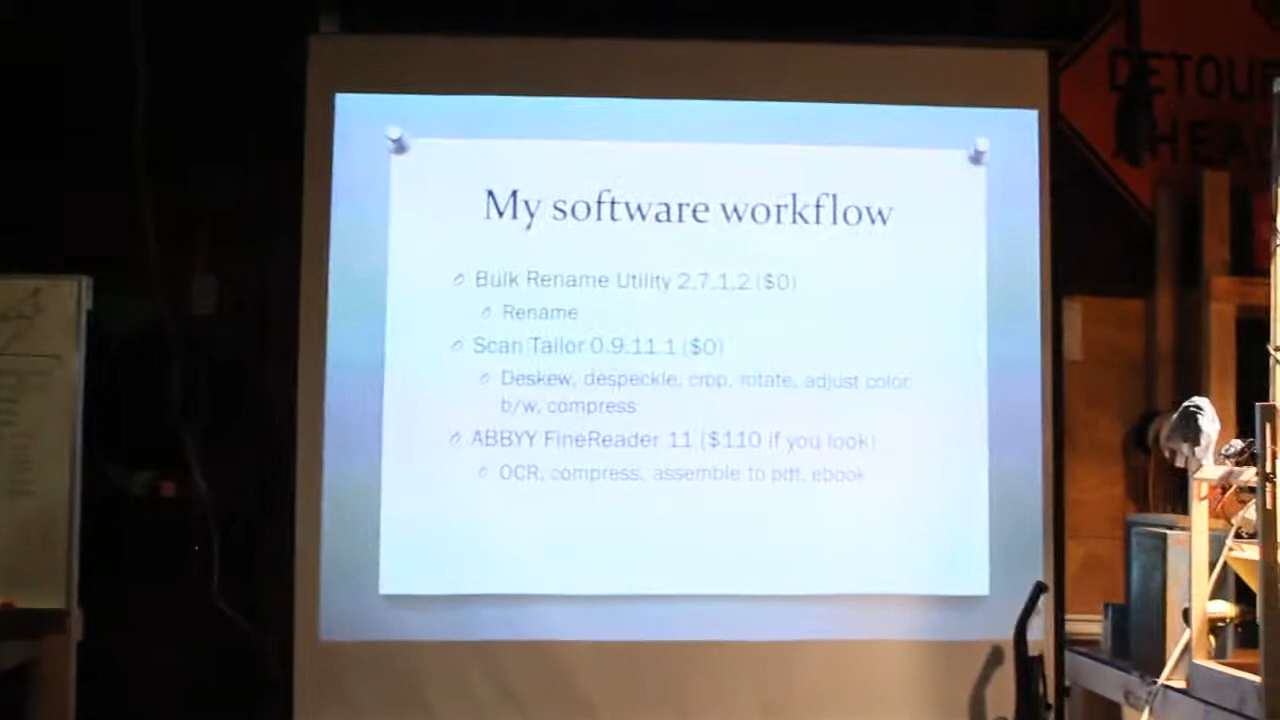 DETOUR
AHEA
My software workflow
Bulk Rename Utility 2.7.1.2 ($0)
Rename
Scan Tailor 0.9.11.1 ($0)
Deskew, despeckle, crop, rotate, adjust color,
b/w, compress
ABBYY FineReader 11 ($110 if you look)
OCR, compress, assemble to pdf, ebook